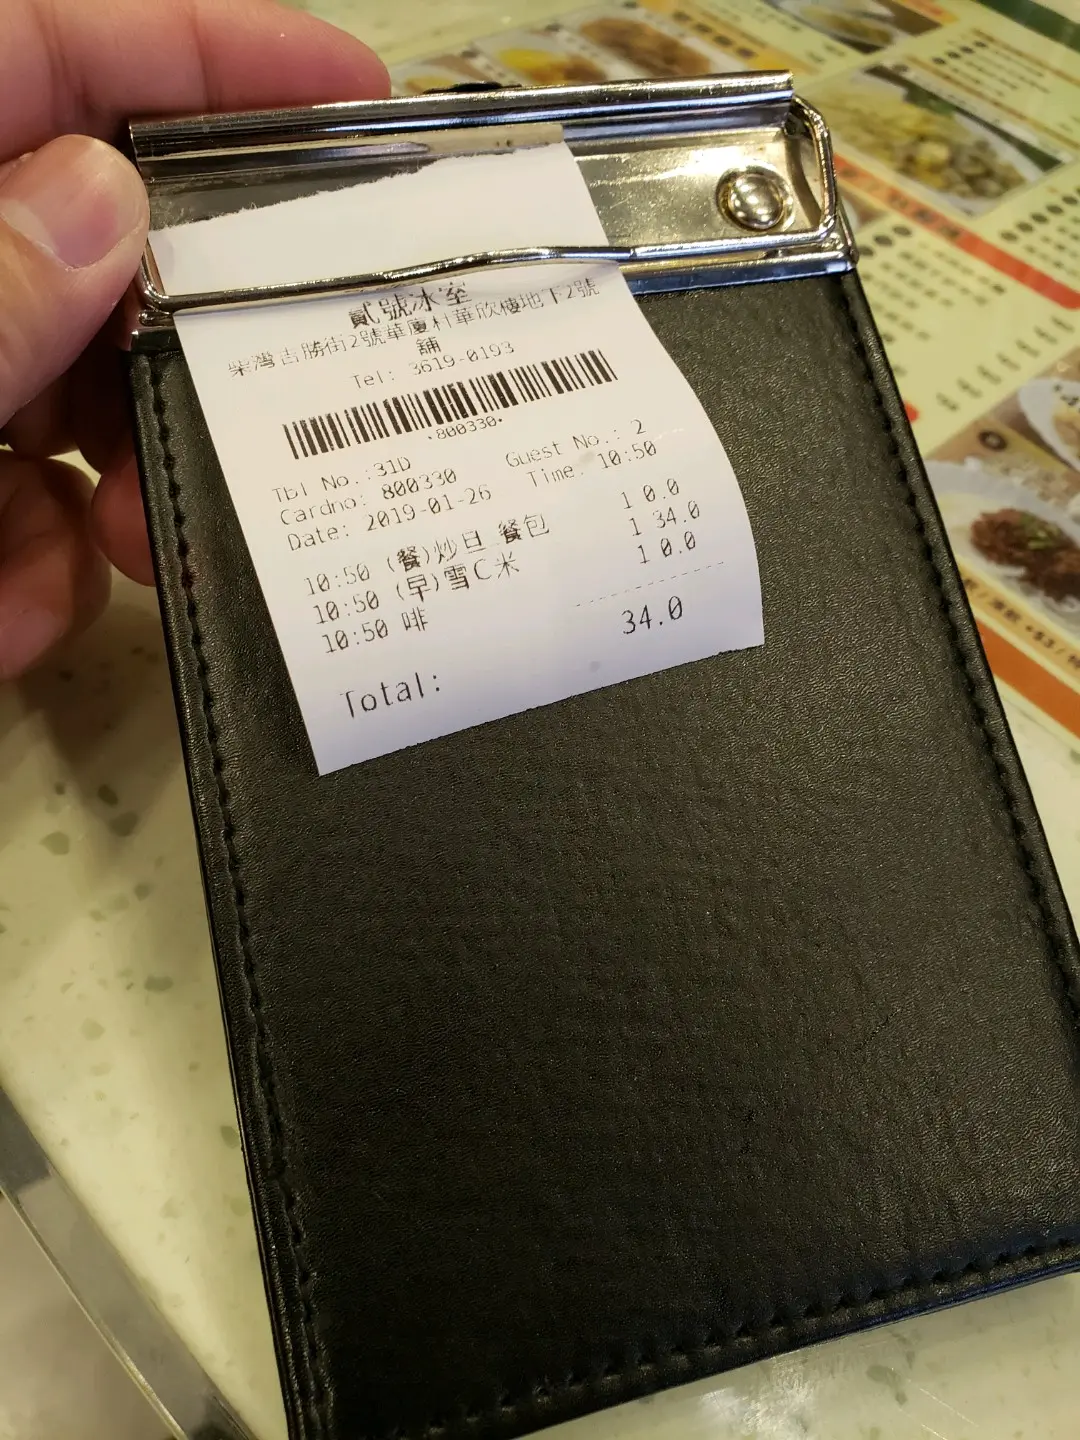 貳號冰室
柴灣吉勝街2號華廈村華欣樓地下2號
舖
Tel: 3619-0193
*800330*
Tbl No.:31D Guest No.: 2
Cardno: 800330 Time: 10:50
Date: 2019-01-26
10:50 (餐)炒旦 餐包 1 0.0
10:50 (早)雪C米 1 34.0
10:50 啡 1 0.0
Total: 34.0